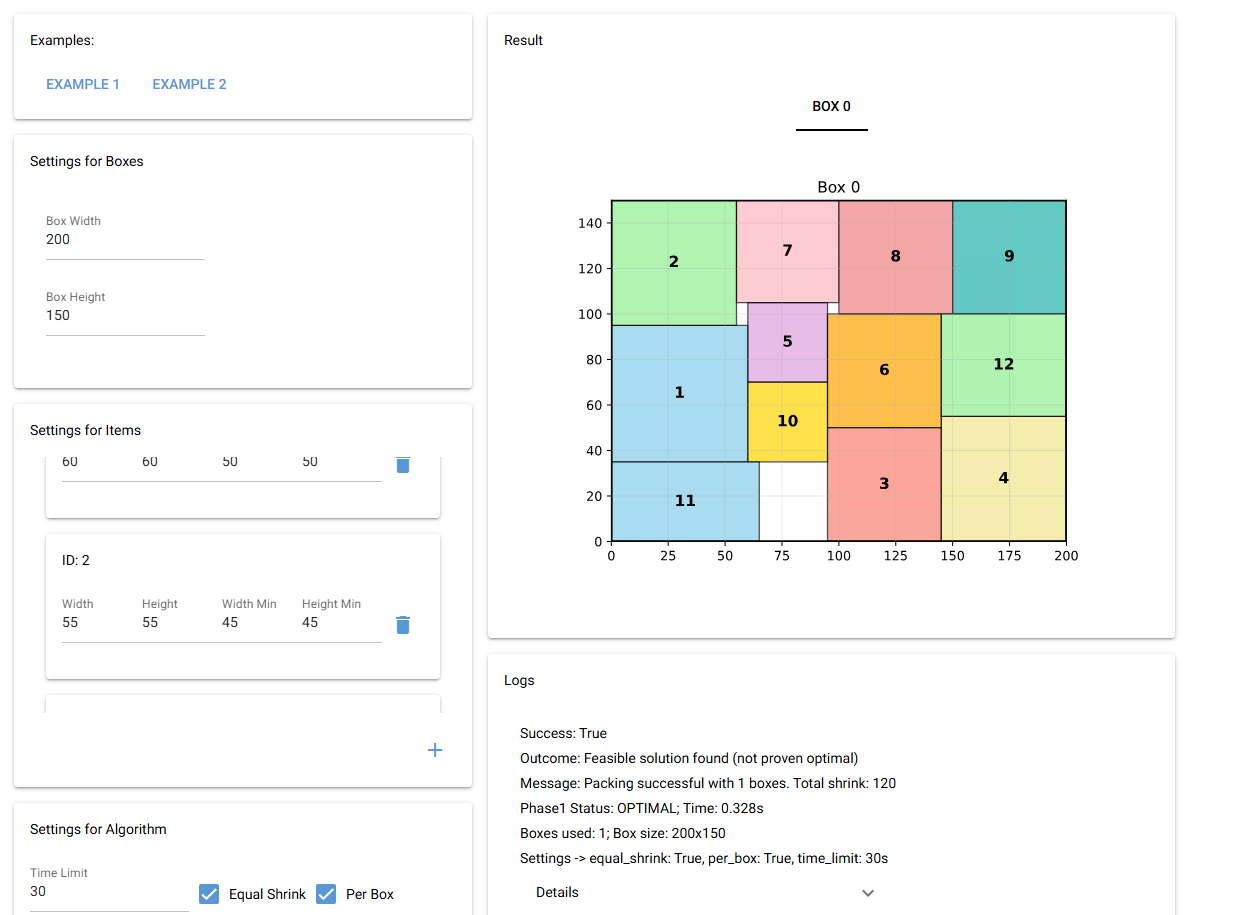 Examples:
EXAMPLE 1 EXAMPLE 2
Settings for Boxes
Box Width
200
Box Height
150
Settings for Items
60 60 50 50
ID: 2
Width Height Width Min Height Min
55 55 45 45
+
Settings for Algorithm
Time Limit
30
Equal Shrink Per Box
Result
BOX 0
Box 0
140
120
100
80
60
40
20
0
0 25 50 75 100 125 150 175 200
2 7 8 9
5
1 6 12
10
11 3 4
Logs
Success: True
Outcome: Feasible solution found (not proven optimal)
Message: Packing successful with 1 boxes. Total shrink: 120
Phase1 Status: OPTIMAL; Time: 0.328s
Boxes used: 1; Box size: 200x150
Settings -> equal_shrink: True, per_box: True, time_limit: 30s
Details